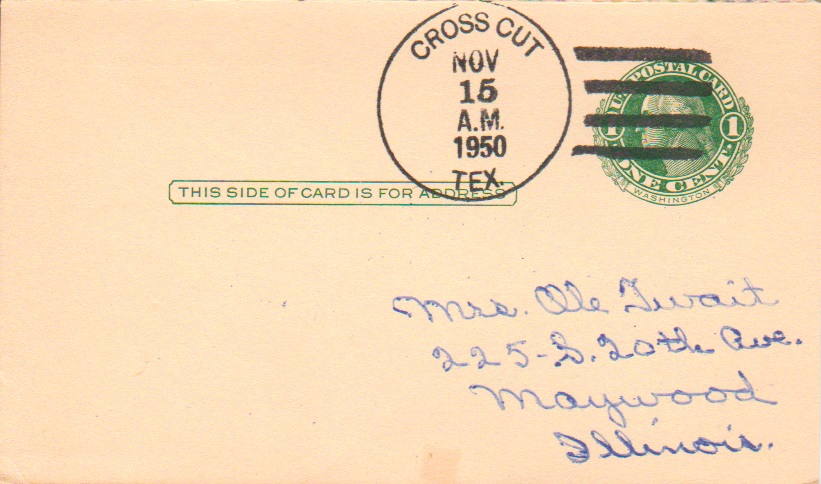 CROSS CUT
NOV
15
A.M.
1950
TEX.
U.S. POSTAL CARD
1 1
ONE CENT.
WASHINGTON
THIS SIDE OF CARD IS FOR ADDRESS
Mrs. Ole Twait
225-S. 20th Ave.
Maywood
Illinois.